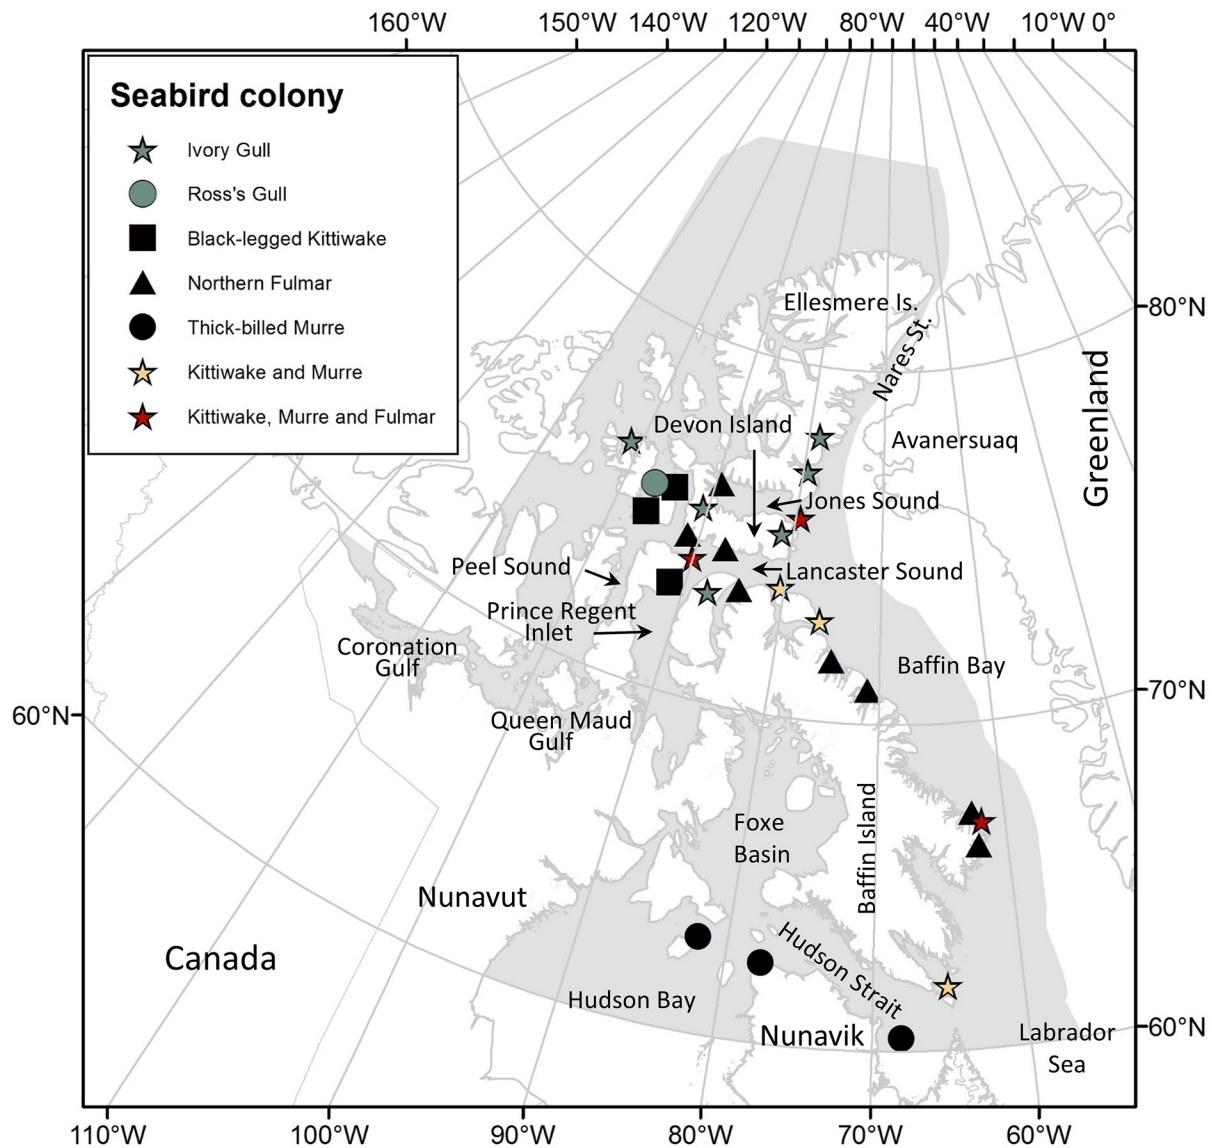 160°W 150°W 140°W 120°W 80°W 40°W 10°W 0°
Seabird colony
Ivory Gull
Ross's Gull
Black-legged Kittiwake
Northern Fulmar
Thick-billed Murre
Kittiwake and Murre
Kittiwake, Murre and Fulmar
Ellesmere Is.
80°N
Nares St.
Greenland
Devon Island
Avanersuaq
Jones Sound
Peel Sound
Lancaster Sound
Prince Regent
Inlet
Coronation
Gulf
Baffin Bay
70°N
60°N
Queen Maud
Gulf
Foxe
Basin
Baffin Island
Nunavut
Canada
Hudson Strait
Hudson Bay
Nunavik
Labrador
Sea
60°N
110°W 100°W 90°W 80°W 70°W 60°W